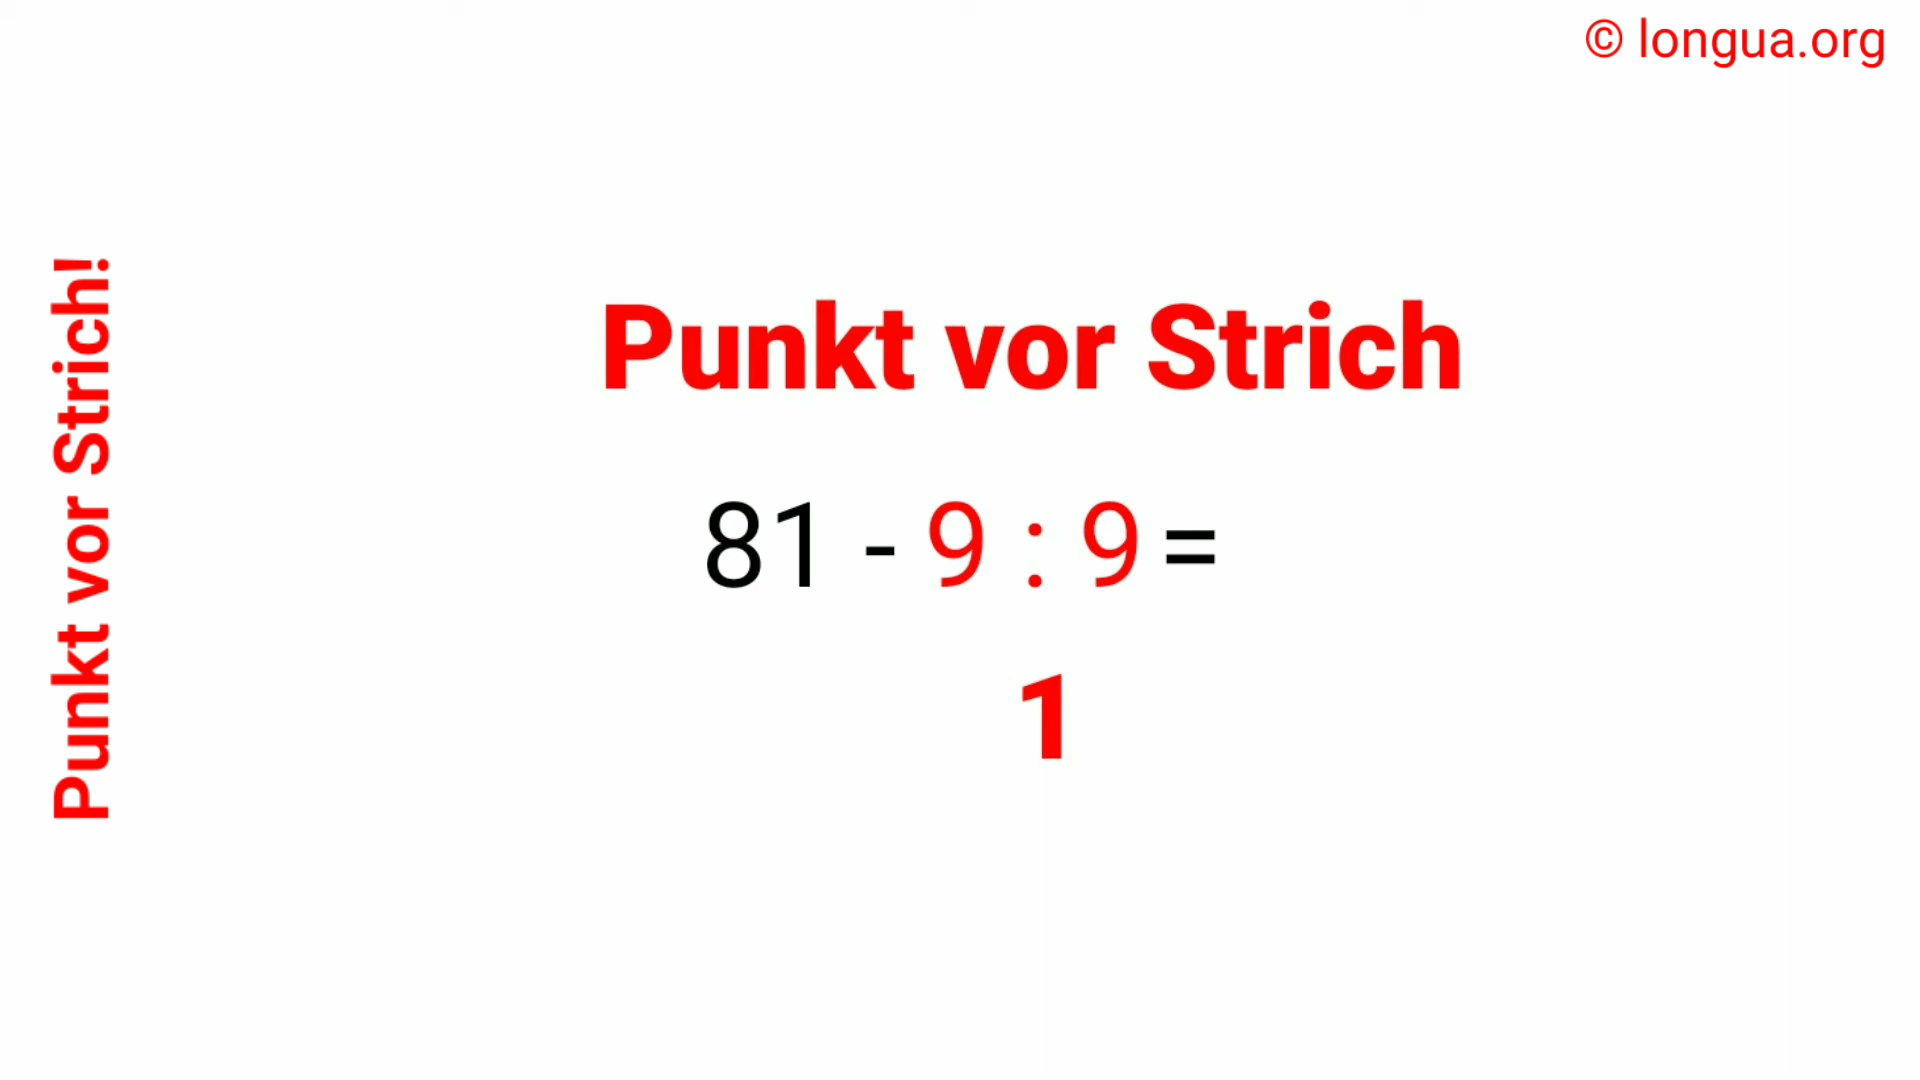 © longua.org
Punkt vor Strich!
Punkt vor Strich
81 - 9 : 9 =
1